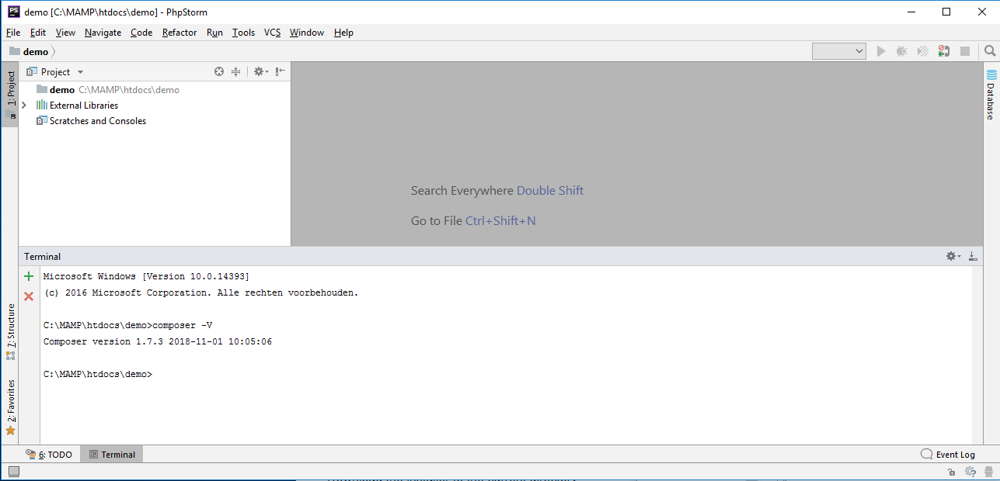 demo [C:\MAMP\htdocs\demo] - PhpStorm
File Edit View Navigate Code Refactor Run Tools VCS Window Help
demo
1: Project
Project
demo C:\MAMP\htdocs\demo
External Libraries
Scratches and Consoles
Search Everywhere Double Shift
Go to File Ctrl+Shift+N
Database
Terminal
Microsoft Windows [Version 10.0.14393]
(c) 2016 Microsoft Corporation. Alle rechten voorbehouden.
C:\MAMP\htdocs\demo>composer -V
Composer version 1.7.3 2018-11-01 10:05:06
C:\MAMP\htdocs\demo>
7: Structure
2: Favorites
6: TODO
Terminal
Event Log